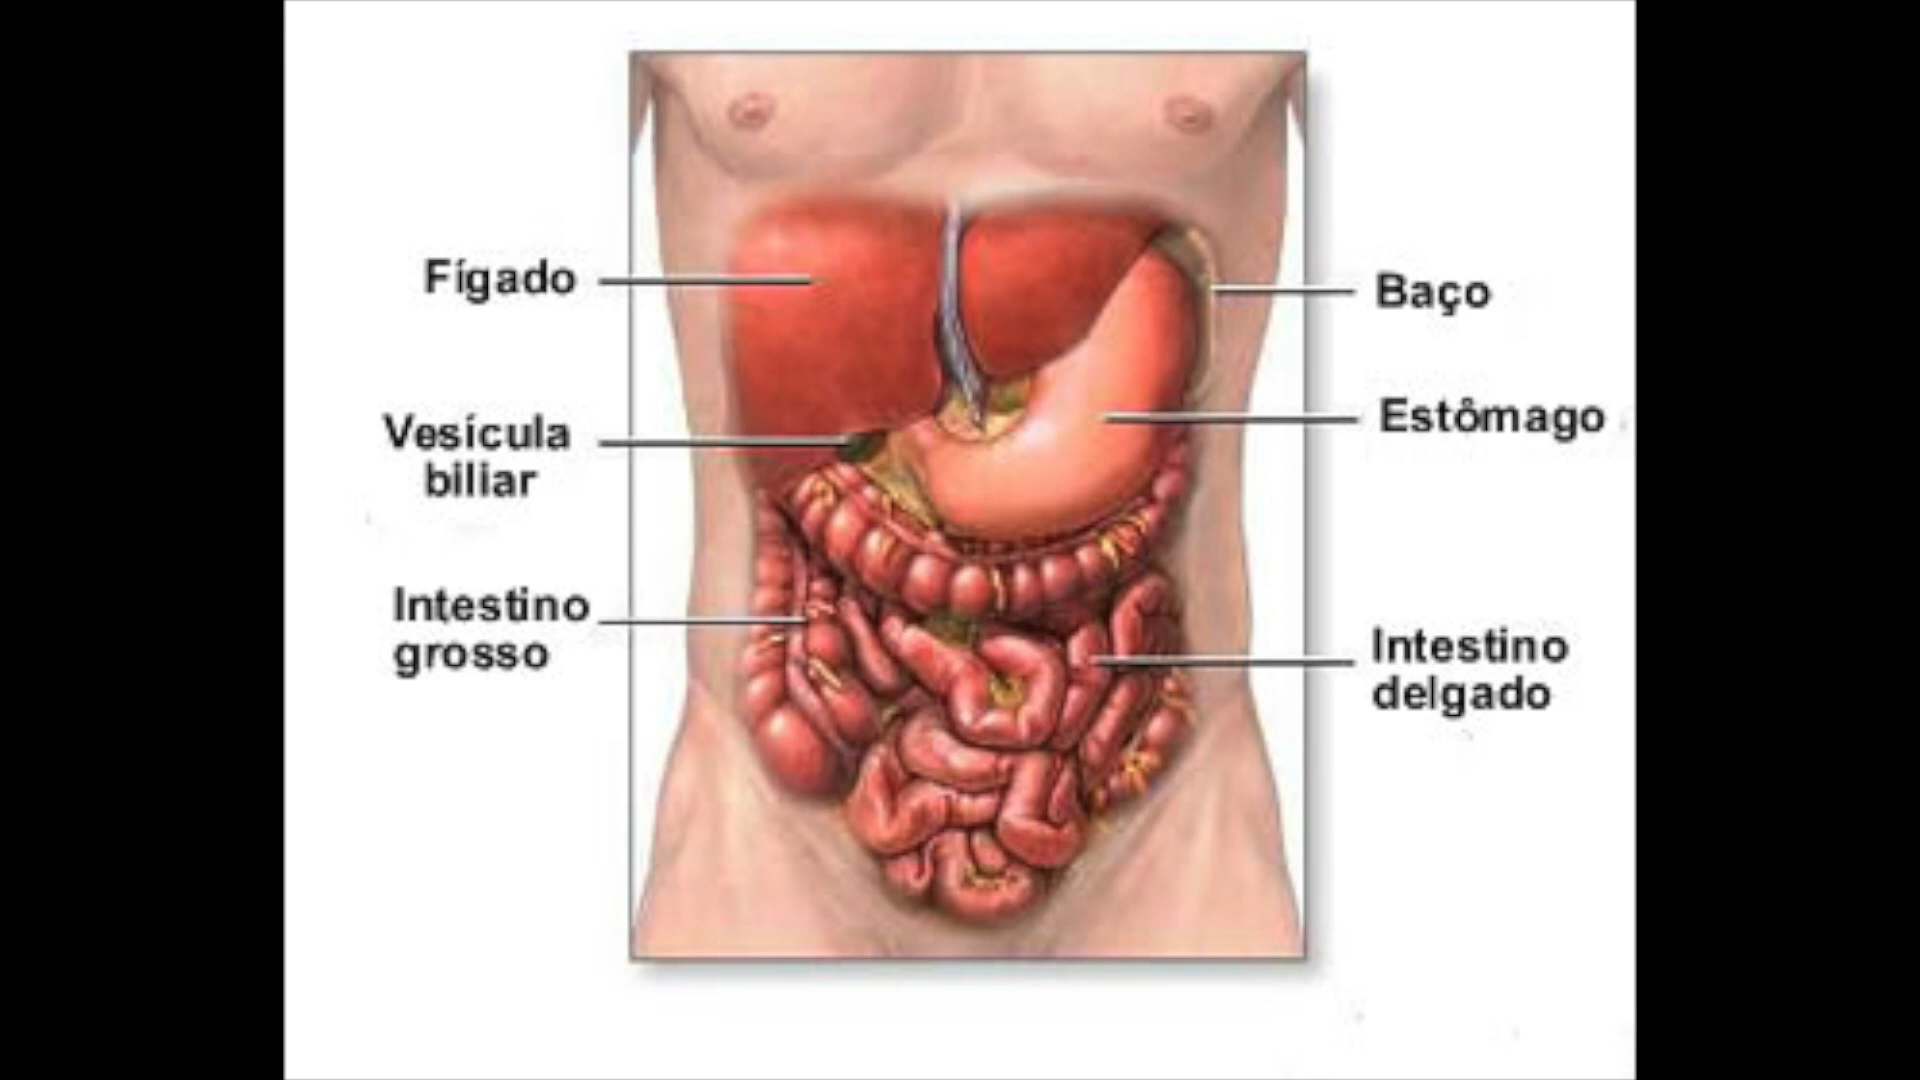 Fígado
Baço
Vesícula
biliar
Estômago
Intestino
grosso
Intestino
delgado